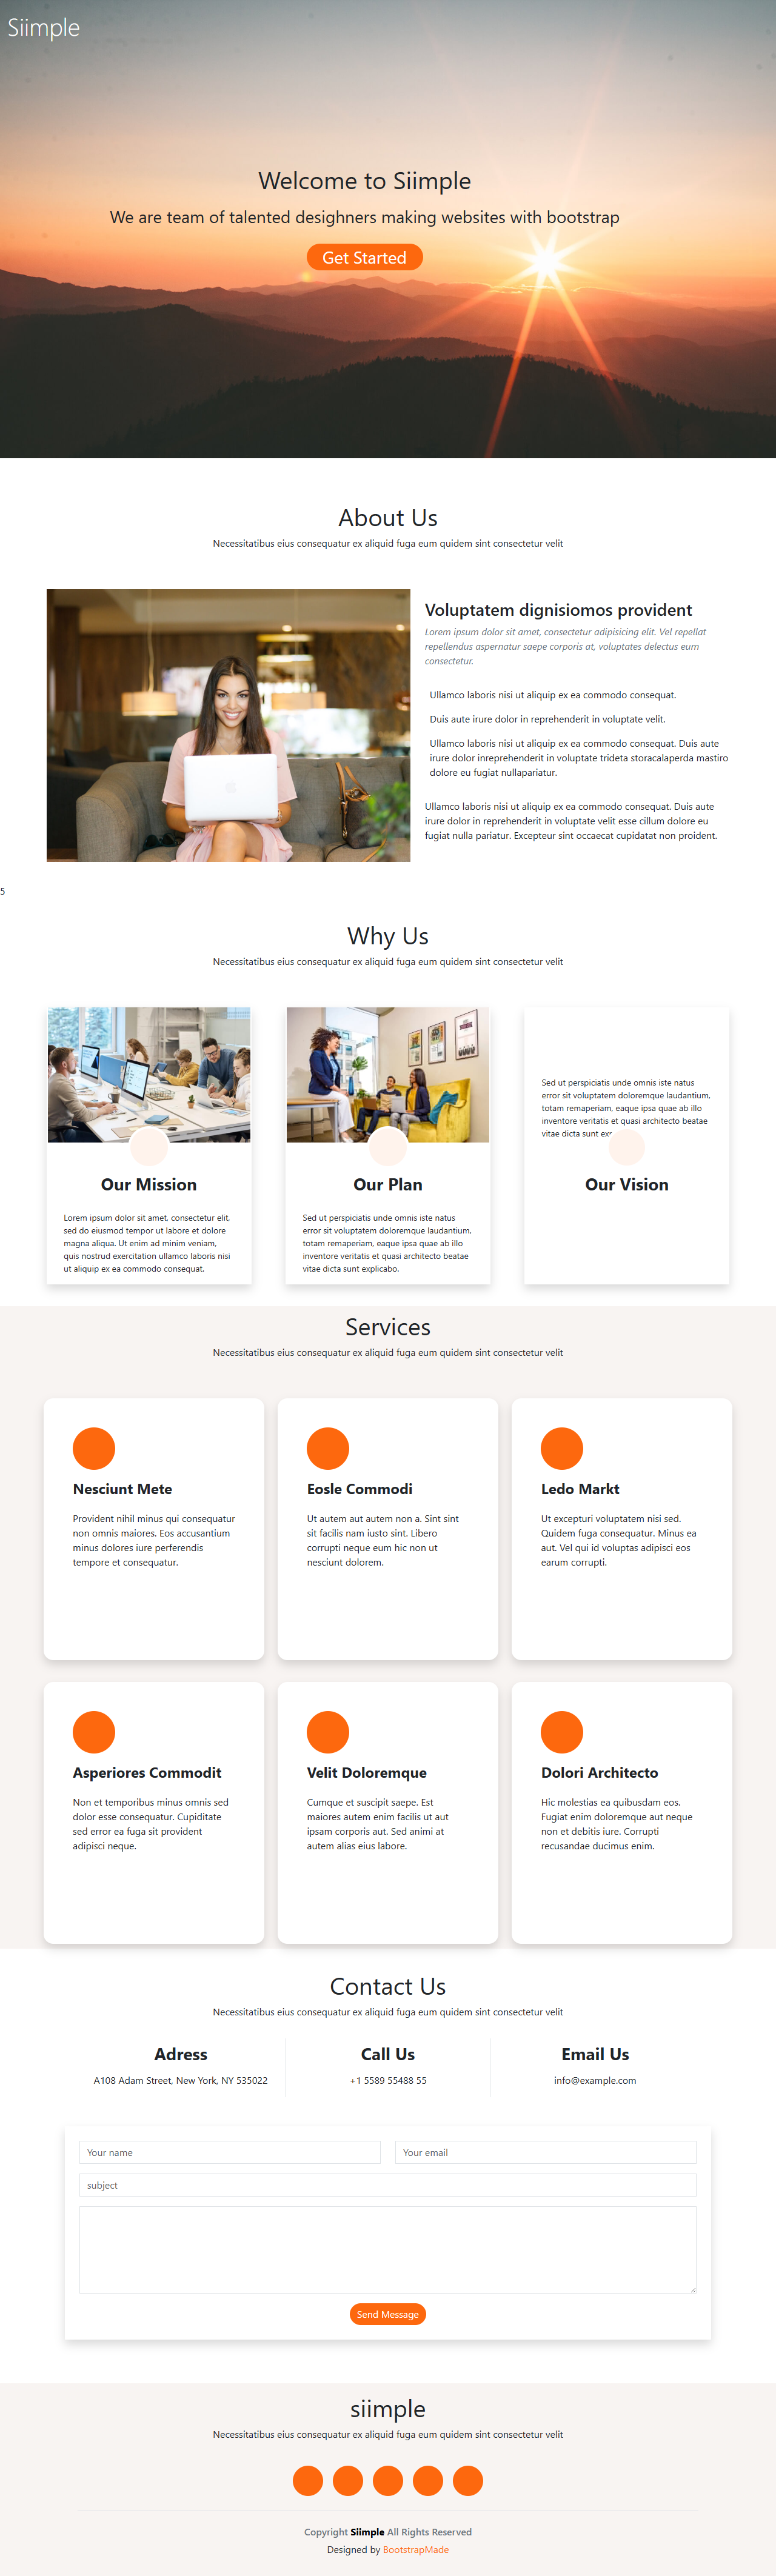 Siimple
Welcome to Siimple
We are team of talented desighners making websites with bootstrap
Get Started
About Us
Necessitatibus eius consequatur ex aliquid fuga eum quidem sint consectetur velit
Voluptatem dignisiomos provident
Lorem ipsum dolor sit amet, consectetur adipisicing elit. Vel repellat
repellendus aspernatur saepe corporis at, voluptates delectus eum
consectetur.
Ullamco laboris nisi ut aliquip ex ea commodo consequat.
Duis aute irure dolor in reprehenderit in voluptate velit.
Ullamco laboris nisi ut aliquip ex ea commodo consequat. Duis aute
irure dolor inreprehenderit in voluptate trideta storacalaperda mastiro
dolore eu fugiat nullapariatur.
Ullamco laboris nisi ut aliquip ex ea commodo consequat. Duis aute
irure dolor in reprehenderit in voluptate velit esse cillum dolore eu
fugiat nulla pariatur. Excepteur sint occaecat cupidatat non proident.
5
Why Us
Necessitatibus eius consequatur ex aliquid fuga eum quidem sint consectetur velit
Our Mission
Lorem ipsum dolor sit amet, consectetur elit,
sed do eiusmod tempor ut labore et dolore
magna aliqua. Ut enim ad minim veniam,
quis nostrud exercitation ullamco laboris nisi
ut aliquip ex ea commodo consequat.
Our Plan
Sed ut perspiciatis unde omnis iste natus
error sit voluptatem doloremque laudantium,
totam remaperiam, eaque ipsa quae ab illo
inventore veritatis et quasi architecto beatae
vitae dicta sunt explicabo.
Sed ut perspiciatis unde omnis iste natus
error sit voluptatem doloremque laudantium,
totam remaperiam, eaque ipsa quae ab illo
inventore veritatis et quasi architecto beatae
vitae dicta sunt
Our Vision
Services
Necessitatibus eius consequatur ex aliquid fuga eum quidem sint consectetur velit
Nesciunt Mete
Provident nihil minus qui consequatur
non omnis maiores. Eos accusantium
minus dolores iure perferendis
tempore et consequatur.
Eosle Commodi
Ut autem aut autem non a. Sint sint
sit facilis nam iusto sint. Libero
corrupti neque eum hic non ut
nesciunt dolorem.
Ledo Markt
Ut excepturi voluptatem nisi sed.
Quidem fuga consequatur. Minus ea
aut. Vel qui id voluptas adipisci eos
earum corrupti.
Asperiores Commodit
Non et temporibus minus omnis sed
dolor esse consequatur. Cupiditate
sed error ea fuga sit provident
adipisci neque.
Velit Doloremque
Cumque et suscipit saepe. Est
maiores autem enim facilis ut aut
ipsam corporis aut. Sed animi at
autem alias eius labore.
Dolori Architecto
Hic molestias ea quibusdam eos.
Fugiat enim doloremque aut neque
non et debitis iure. Corrupti
recusandae ducimus enim.
Contact Us
Necessitatibus eius consequatur ex aliquid fuga eum quidem sint consectetur velit
Adress
A108 Adam Street, New York, NY 535022
Call Us
+1 5589 55488 55
Email Us
info@example.com
Your name
Your email
subject
Send Message
siimple
Necessitatibus eius consequatur ex aliquid fuga eum quidem sint consectetur velit
Copyright Siimple All Rights Reserved
Designed by BootstrapMade